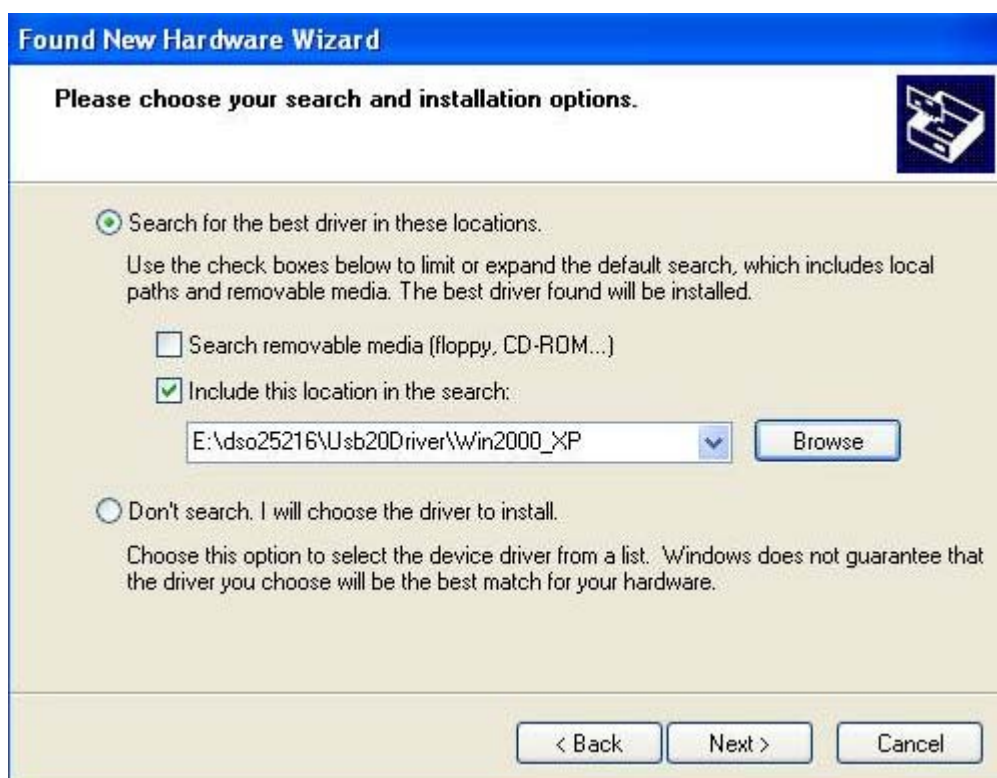 Found New Hardware Wizard
Please choose your search and installation options.
Search for the best driver in these locations.
Use the check boxes below to limit or expand the default search, which includes local
paths and removable media. The best driver found will be installed.
Search removable media (floppy, CD-ROM...)
Include this location in the search:
E:\dso25216\Usb20Driver\Win2000_XP
Browse
Don't search. I will choose the driver to install.
Choose this option to select the device driver from a list. Windows does not guarantee that
the driver you choose will be the best match for your hardware.
< Back
Next >
Cancel